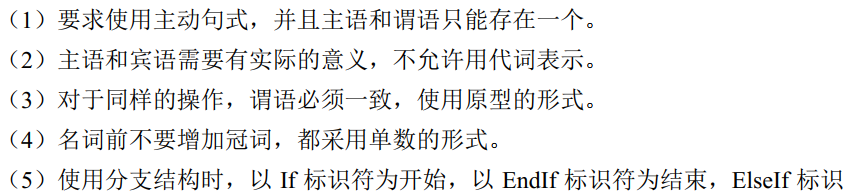 （1）要求使用主动句式，并且主语和谓语只能存在一个。
（2）主语和宾语需要有实际的意义，不允许用代词表示。
（3）对于同样的操作，谓语必须一致，使用原型的形式。
（4）名词前不要增加冠词，都采用单数的形式。
（5）使用分支结构时，以 If 标识符为开始，以 EndIf 标识符为结束，ElseIf 标识